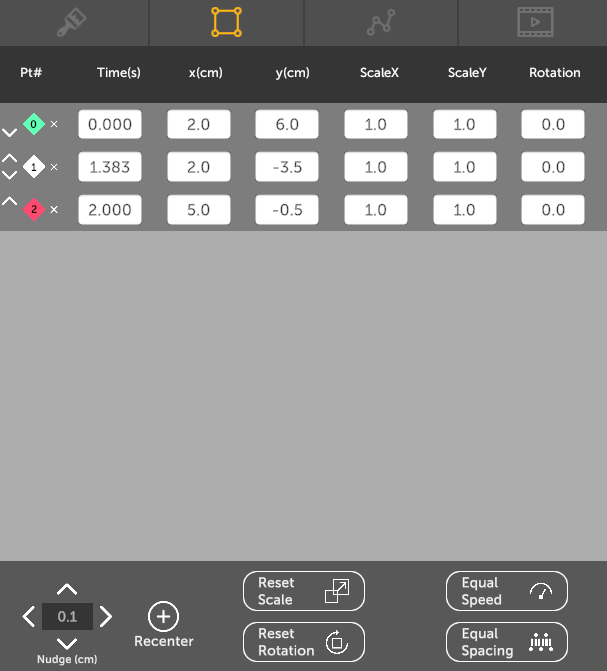 Pt# Time(s) x(cm) y(cm) ScaleX ScaleY Rotation
0 × 0.000 2.0 6.0 1.0 1.0 0.0
1 × 1.383 2.0 -3.5 1.0 1.0 0.0
2 × 2.000 5.0 -0.5 1.0 1.0 0.0
0.1
Nudge (cm)
Recenter
Reset
Scale
Reset
Rotation
Equal
Speed
Equal
Spacing